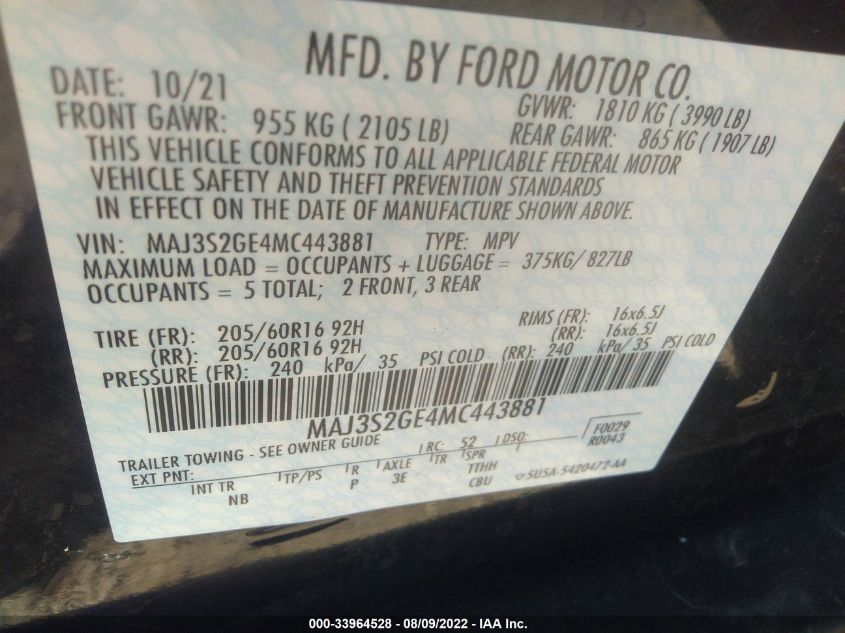 MFD. BY FORD MOTOR CO.
DATE: 10/21 GVWR: 1810 KG ( 3990 LB)
FRONT GAWR: 955 KG ( 2105 LB) REAR GAWR: 865 KG ( 1907 LB)
THIS VEHICLE CONFORMS TO ALL APPLICABLE FEDERAL MOTOR
VEHICLE SAFETY AND THEFT PREVENTION STANDARDS
IN EFFECT ON THE DATE OF MANUFACTURE SHOWN ABOVE.
VIN: MAJ3S2GE4MC443881 TYPE: MPV
MAXIMUM LOAD = OCCUPANTS + LUGGAGE = 375KG/ 827LB
OCCUPANTS = 5 TOTAL; 2 FRONT, 3 REAR
TIRE (FR): 205/60R16 92H RIMS (FR): 16x6.5J
(RR): 205/60R16 92H (RR): 16x6.5J
PRESSURE (FR): 240 kPa/ 35 PSI COLD (RR): 240 kPa/ 35 PSI COLD
MAJ3S2GE4MC443881
TRAILER TOWING - SEE OWNER GUIDE RC: 52 DSO: F0029
EXT PNT: R0043
INT TR TP/PS R AXLE TR SPR
NB P 3E TTHH
CBU SU5A-5420472-AA
000-33964528 - 08/09/2022 - IAA Inc.